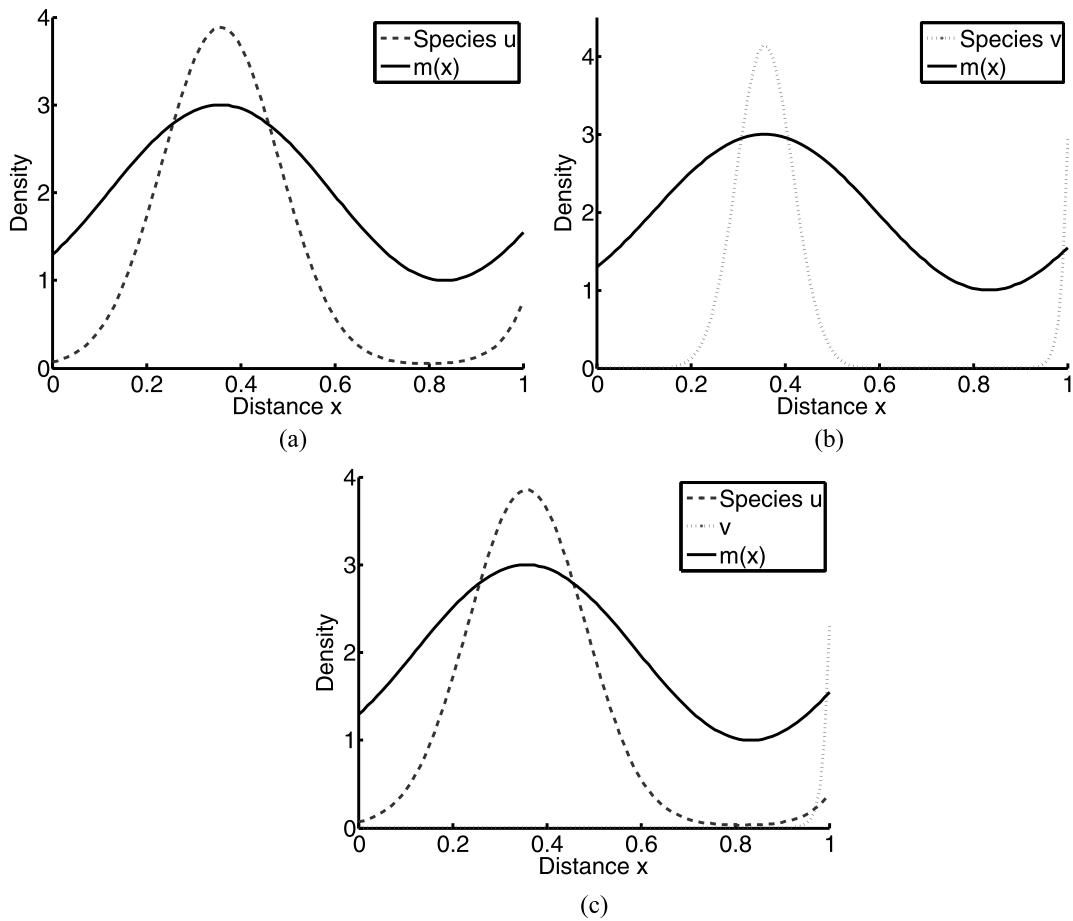 4
3
2
1
0
Density
Species u
m(x)
0 0.2 0.4 0.6 0.8 1
Distance x
(a)
4
3
2
1
0
Density
Species v
m(x)
0 0.2 0.4 0.6 0.8 1
Distance x
(b)
4
3
2
1
0
Density
Species u
v
m(x)
0 0.2 0.4 0.6 0.8 1
Distance x
(c)